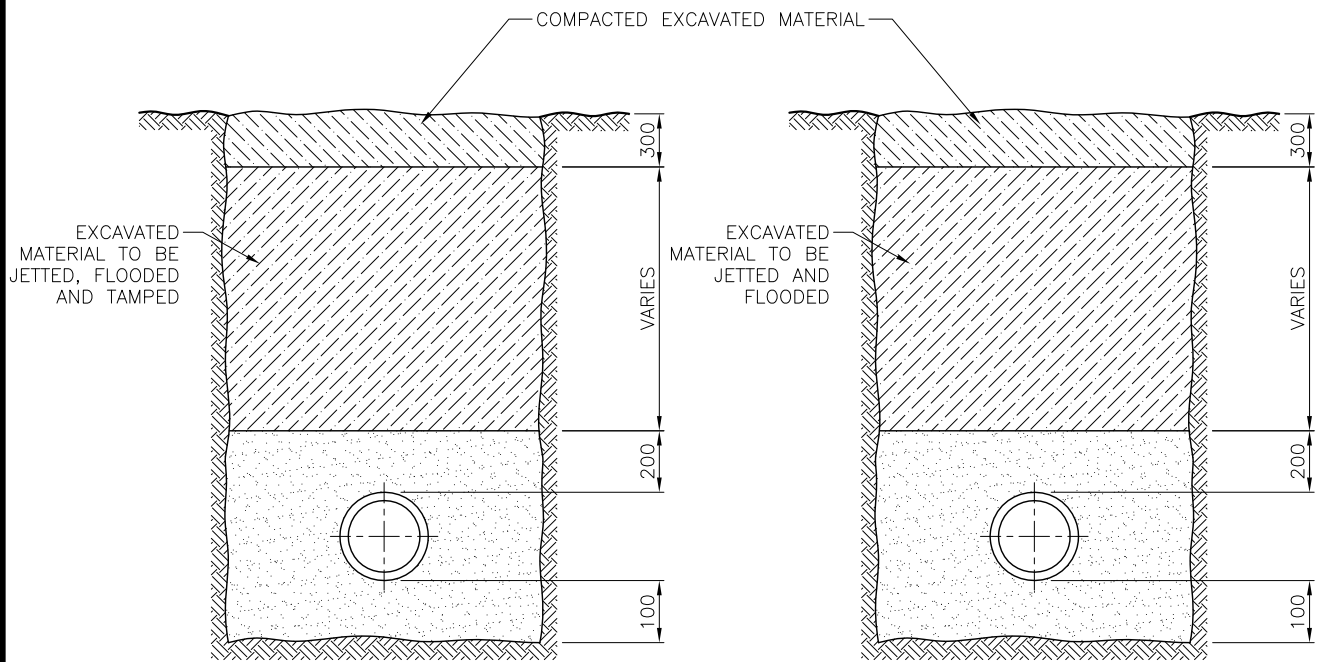 COMPACTED EXCAVATED MATERIAL
300
EXCAVATED
MATERIAL TO BE
JETTED, FLOODED
AND TAMPED
VARIES
200
100
300
EXCAVATED
MATERIAL TO BE
JETTED AND
FLOODED
VARIES
200
100